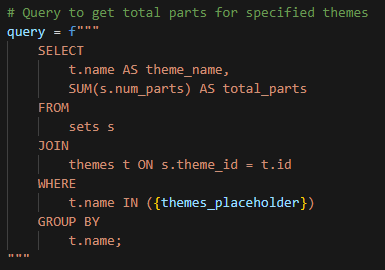 # Query to get total parts for specified themes
query = f"""
    SELECT
        t.name AS theme_name,
        SUM(s.num_parts) AS total_parts
    FROM
        sets s
    JOIN
        themes t ON s.theme_id = t.id
    WHERE
        t.name IN ({themes_placeholder})
    GROUP BY
        t.name;
"""